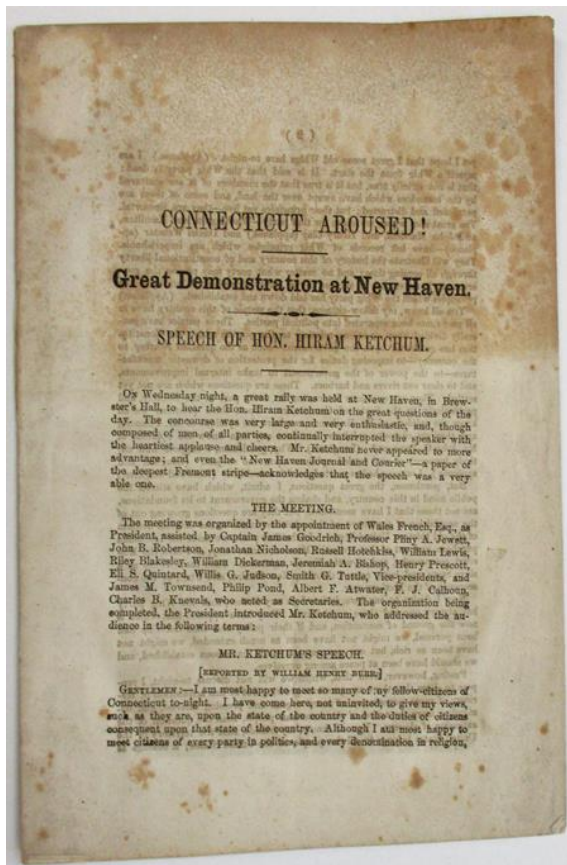 CONNECTICUT AROUSED!
Great Demonstration at New Haven.
SPEECH OF HON. HIRAM KETCHUM.
On Wednesday night, a great rally was held at New Haven, in Brew-
ster's Hall, to hear the Hon. Hiram Ketchum on the great questions of the
day. The concourse was very large and very enthusiastic, and, though
composed of men of all parties, continually interrupted the speaker with
the heartiest applause and cheers. Mr. Ketchum never appeared to more
advantage; and even the "New Haven Journal and Courier"—a paper of
the deepest Fremont stripe—acknowledges that the speech was a very
able one.
THE MEETING.
The meeting was organized by the appointment of Wales French, Esq., as
President, assisted by Captain James Goodrich, Professor Pliny A. Jewett,
John B. Robertson, Jonathan Nicholson, Russell Hotchkiss, William Lewis,
Riley Blakesley, William Dickerman, Jeremiah A. Bishop, Henry Prescott,
Eli S. Quintard, Willis G. Judson, Smith G. Tuttle, Vice-presidents, and
James M. Townsend, Philip Pond, Albert F. Atwater, F. J. Calhoun,
Charles B. Knevals, who acted as Secretaries. The organization being
completed, the President introduced Mr. Ketchum, who addressed the au-
dience in the following terms:
MR. KETCHUM'S SPEECH.
[REPORTED BY WILLIAM HENRY BURR.]
GENTLEMEN:—I am most happy to meet so many of my fellow-citizens of
Connecticut to-night. I have come here, not uninvited, to give my views,
such as they are, upon the state of the country and the duties of citizens
consequent upon that state of the country. Although I am most happy to
meet citizens of every party in politics, and every denomination in religion,